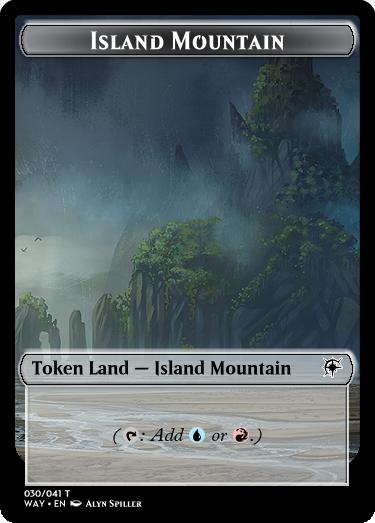 Island Mountain
Token Land — Island Mountain
(: Add or .)
030/041 T
WAY • EN Alyn Spiller